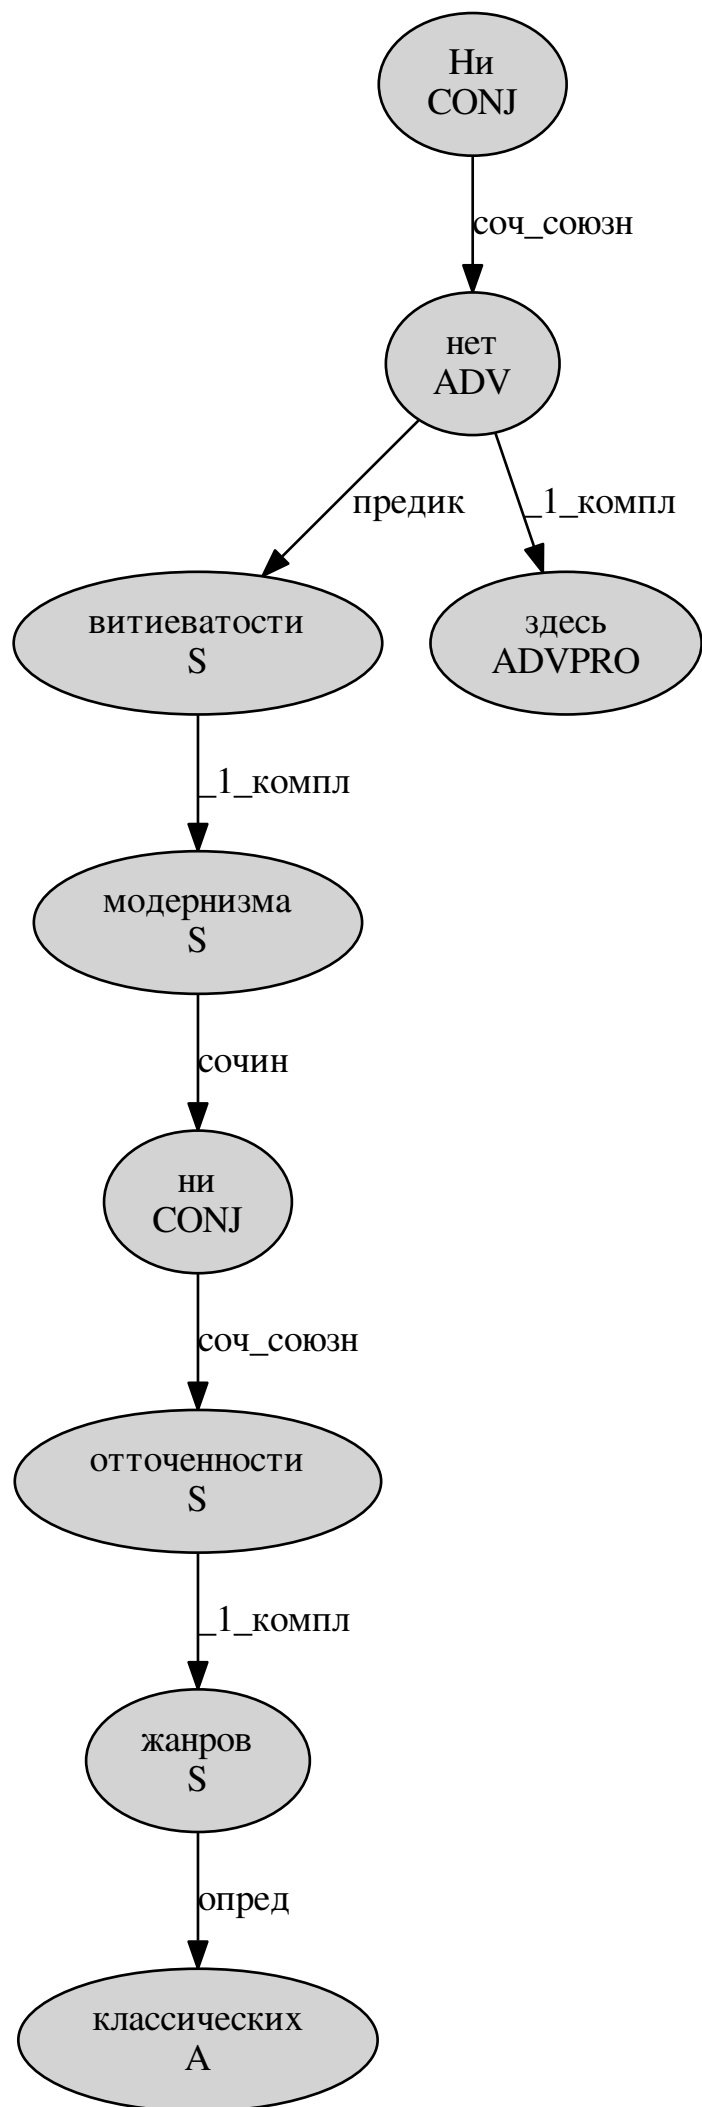 Ни
CONJ
соч_союзн
нет
ADV
предик
_1_компл
витиеватости
S
здесь
ADVPRO
_1_компл
модернизма
S
сочин
ни
CONJ
соч_союзн
отточенности
S
_1_компл
жанров
S
опред
классических
A